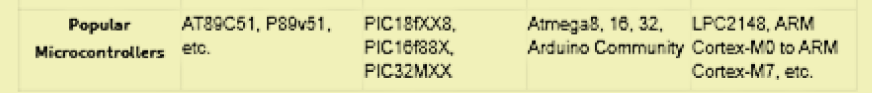 Popular
Microcontrollers
AT89C51, P89v51,
etc.
PIC18fXX8,
PIC16f88X,
PIC32MXX
Atmega8, 16, 32,
Arduino Community
LPC2148, ARM
Cortex-M0 to ARM
Cortex-M7, etc.